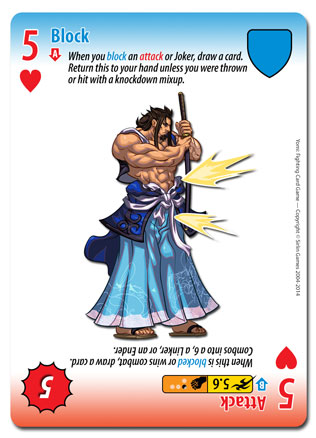 5 Block
A When you block an attack or Joker, draw a card.
Return this to your hand unless you were thrown
or hit with a knockdown mixup.
Yomi Fighting Card Game — Copyright © Sirlin Games 2004-2014
5 Attack
B 5.6
When this is blocked or wins combat, draw a card.
Combos into a 6, a Linker, or an Ender.
5